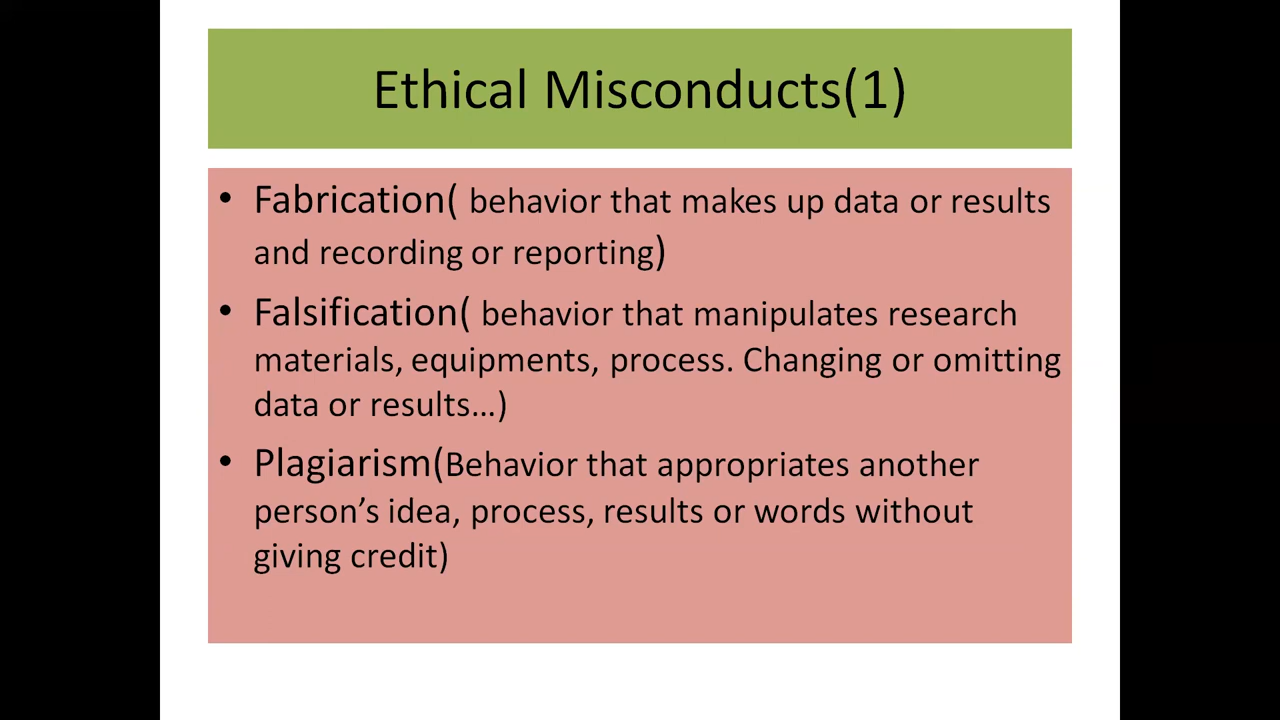 Ethical Misconducts(1)
• Fabrication( behavior that makes up data or results
and recording or reporting)
• Falsification( behavior that manipulates research
materials, equipments, process. Changing or omitting
data or results…)
• Plagiarism(Behavior that appropriates another
person’s idea, process, results or words without
giving credit)